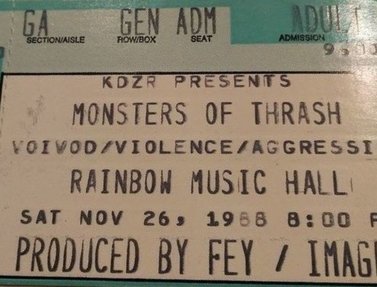 GA GEN ADM ADULT
SECTION/AISLE ROW/BOX SEAT ADMISSION
KDZR PRESENTS
MONSTERS OF THRASH
VOIVOD/VIOLENCE/AGGRESSI
RAINBOW MUSIC HALL
SAT NOV 26, 1988 8:00 P
PRODUCED BY FEY / IMAG